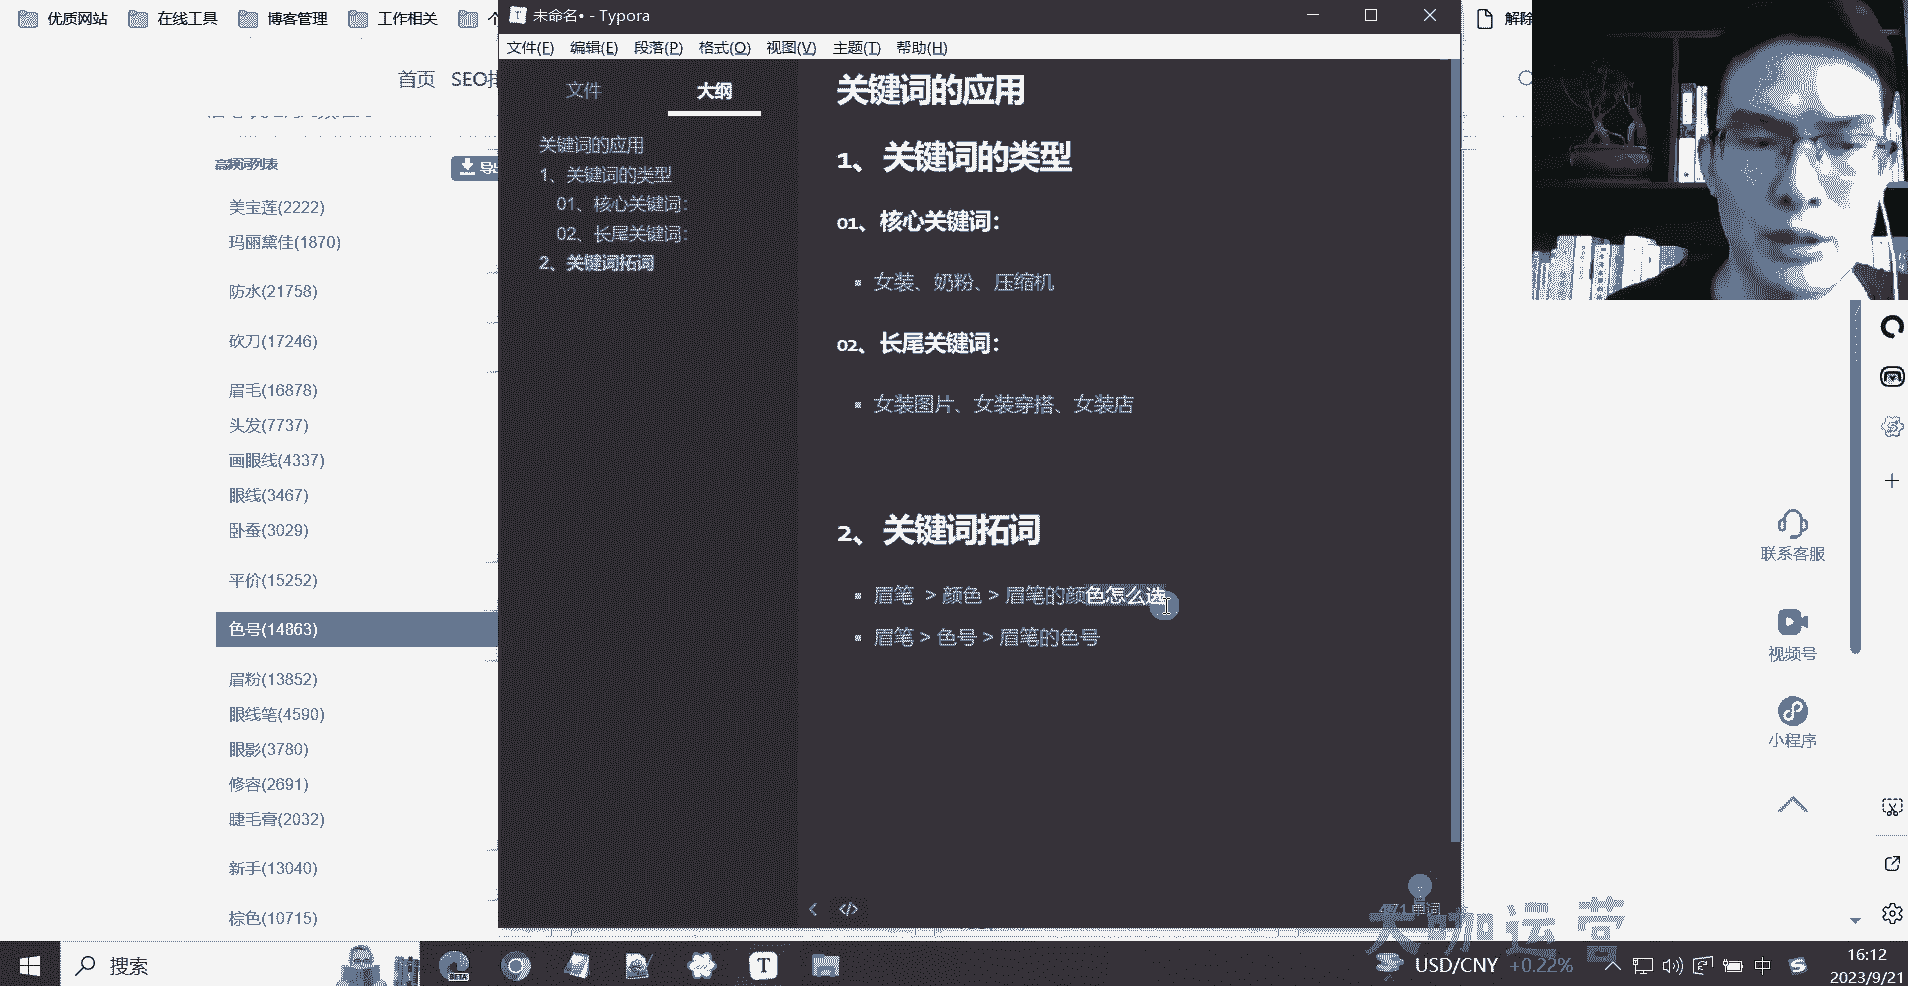 优质网站
在线工具
博客管理
工作相关
解除
首页 SEO排
高频词列表
美宝莲(2222)
玛丽黛佳(1870)
防水(21758)
砍刀(17246)
眉毛(16878)
头发(7737)
画眼线(4337)
眼线(3467)
卧蚕(3029)
平价(15252)
色号(14863)
眉粉(13852)
眼线笔(4590)
眼影(3780)
修容(2691)
睫毛膏(2032)
新手(13040)
棕色(10715)
未命名• - Typora
文件(F) 编辑(E) 段落(P) 格式(O) 视图(V) 主题(T) 帮助(H)
文件 大纲
关键词的应用
1、关键词的类型
01、核心关键词：
02、长尾关键词：
2、关键词拓词
关键词的应用
1、关键词的类型
01、核心关键词：
女装、奶粉、压缩机
02、长尾关键词：
女装图片、女装穿搭、女装店
2、关键词拓词
眉笔 > 颜色 > 眉笔的颜色怎么选
眉笔 > 色号 > 眉笔的色号
联系客服
视频号
小程序
大咖运营
搜索
USD/CNY +0.22%
中
16:12
2023/9/21